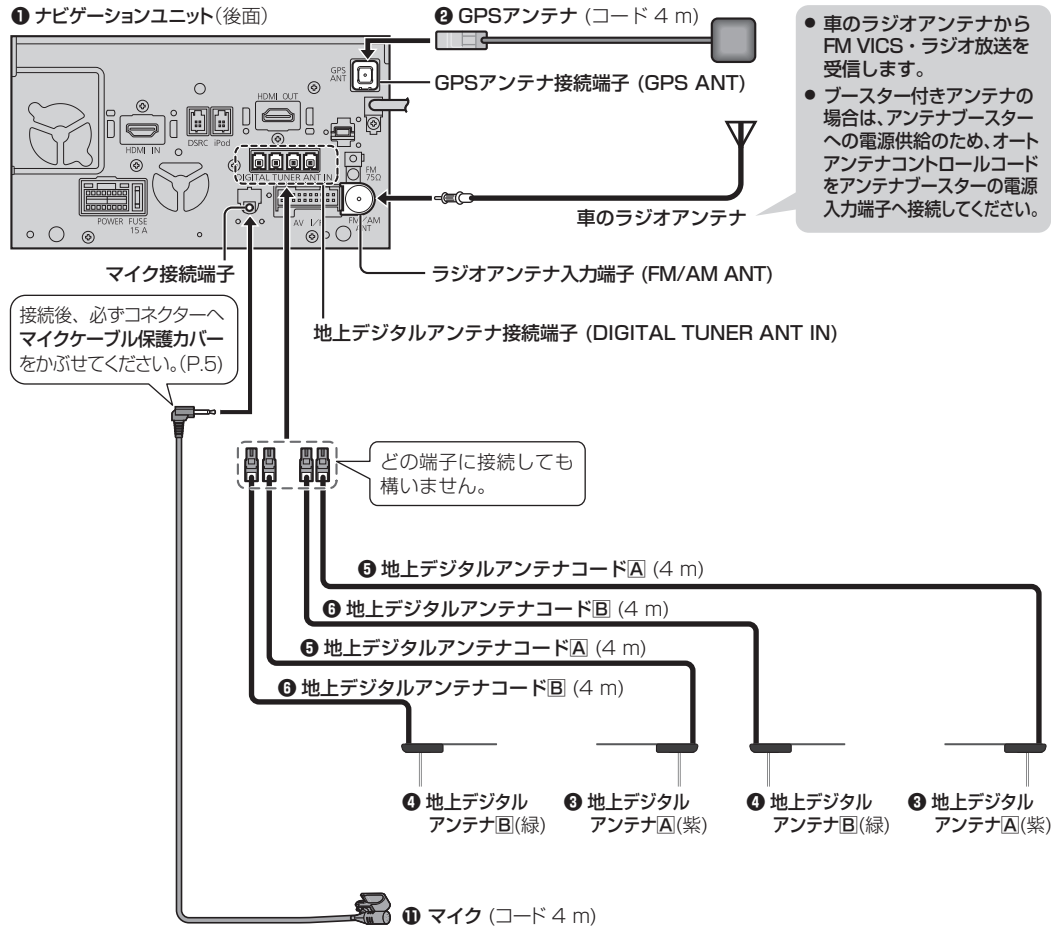 ❶ ナビゲーションユニット(後面)
❷ GPSアンテナ (コード 4 m)
GPSアンテナ接続端子 (GPS ANT)
● 車のラジオアンテナから
FM VICS・ラジオ放送を
受信します。
● ブースター付きアンテナの
場合は、アンテナブースター
への電源供給のため、オート
アンテナコントロールコード
をアンテナブースターの電源
入力端子へ接続してください。
GPS
ANT
HDMI OUT
HDMI IN
DSRC
iPod
DIGITAL TUNER ANT IN
FM
75Ω
POWER
FUSE
15 A
AV I/F
FM/AM
ANT
車のラジオアンテナ
マイク接続端子
ラジオアンテナ入力端子 (FM/AM ANT)
地上デジタルアンテナ接続端子 (DIGITAL TUNER ANT IN)
接続後、必ずコネクターへ
マイクケーブル保護カバー
をかぶせてください。(P.5)
どの端子に接続しても
構いません。
❺ 地上デジタルアンテナコードA (4 m)
❻ 地上デジタルアンテナコードB (4 m)
❺ 地上デジタルアンテナコードA (4 m)
❻ 地上デジタルアンテナコードB (4 m)
❹ 地上デジタル
アンテナB(緑)
❸ 地上デジタル
アンテナA(紫)
❹ 地上デジタル
アンテナB(緑)
❸ 地上デジタル
アンテナA(紫)
⓫ マイク (コード 4 m)